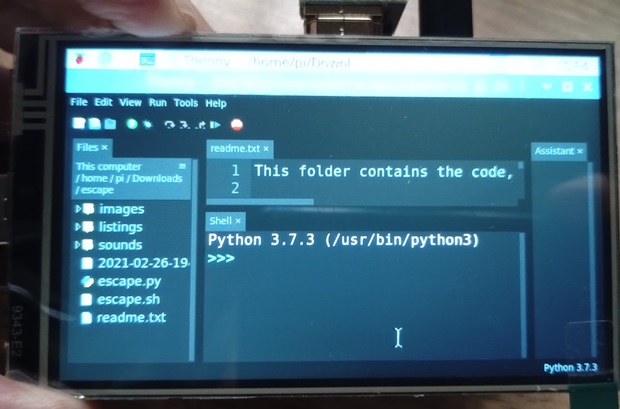 Thonny - /home/pi/Downl
File Edit View Run Tools Help
Files ×
This computer
/ home / pi / Downloads
/ escape
images
listings
sounds
2021-02-26-19
escape.py
escape.sh
readme.txt
readme.txt ×
1 This folder contains the code,
2
Shell ×
Python 3.7.3 (/usr/bin/python3)
>>>
Assistant ×
Python 3.7.3
9343-E2